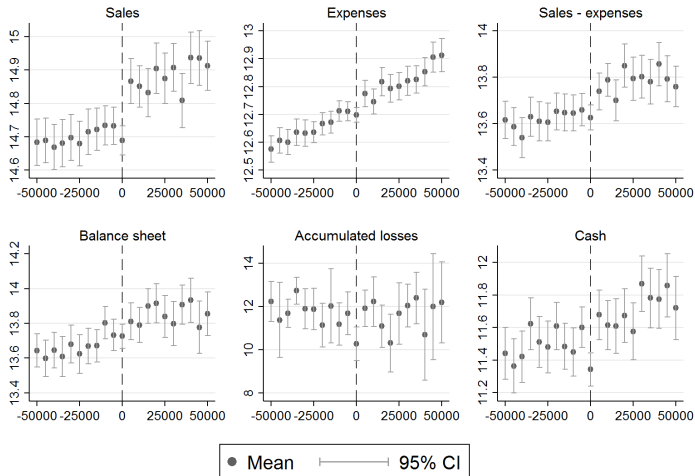 Sales
15
14.9
14.8
14.7
14.6
-50000 -25000 0 25000 50000
Expenses
13
12.9
12.8
12.7
12.6
12.5
-50000 -25000 0 25000 50000
Sales - expenses
14
13.8
13.6
13.4
-50000 -25000 0 25000 50000
Balance sheet
14.2
14
13.8
13.6
13.4
-50000 -25000 0 25000 50000
Accumulated losses
14
12
10
8
-50000 -25000 0 25000 50000
Cash
12
11.8
11.6
11.4
11.2
-50000 -25000 0 25000 50000
Mean 95% CI